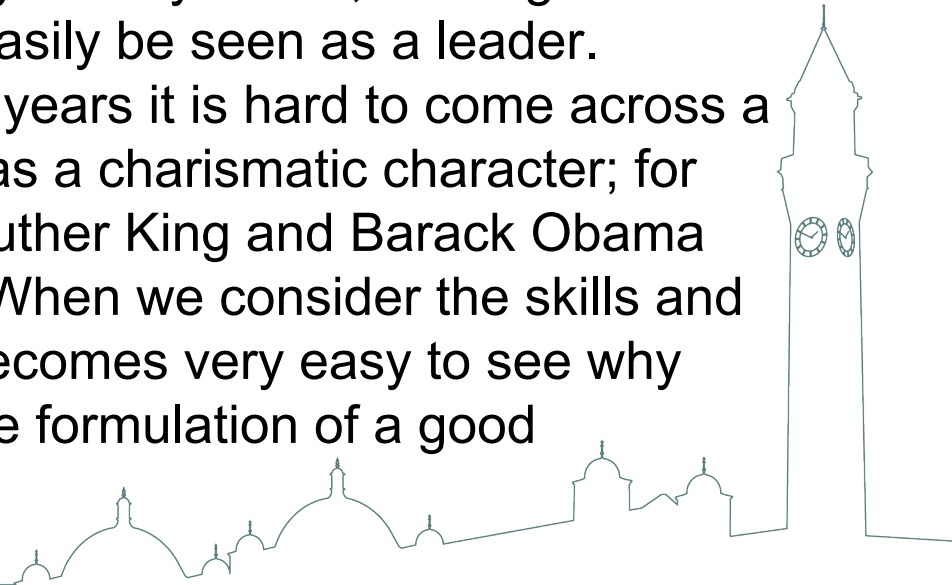 asily be seen as a leader.
years it is hard to come across a
as a charismatic character; for
uther King and Barack Obama
When we consider the skills and
ecomes very easy to see why
e formulation of a good